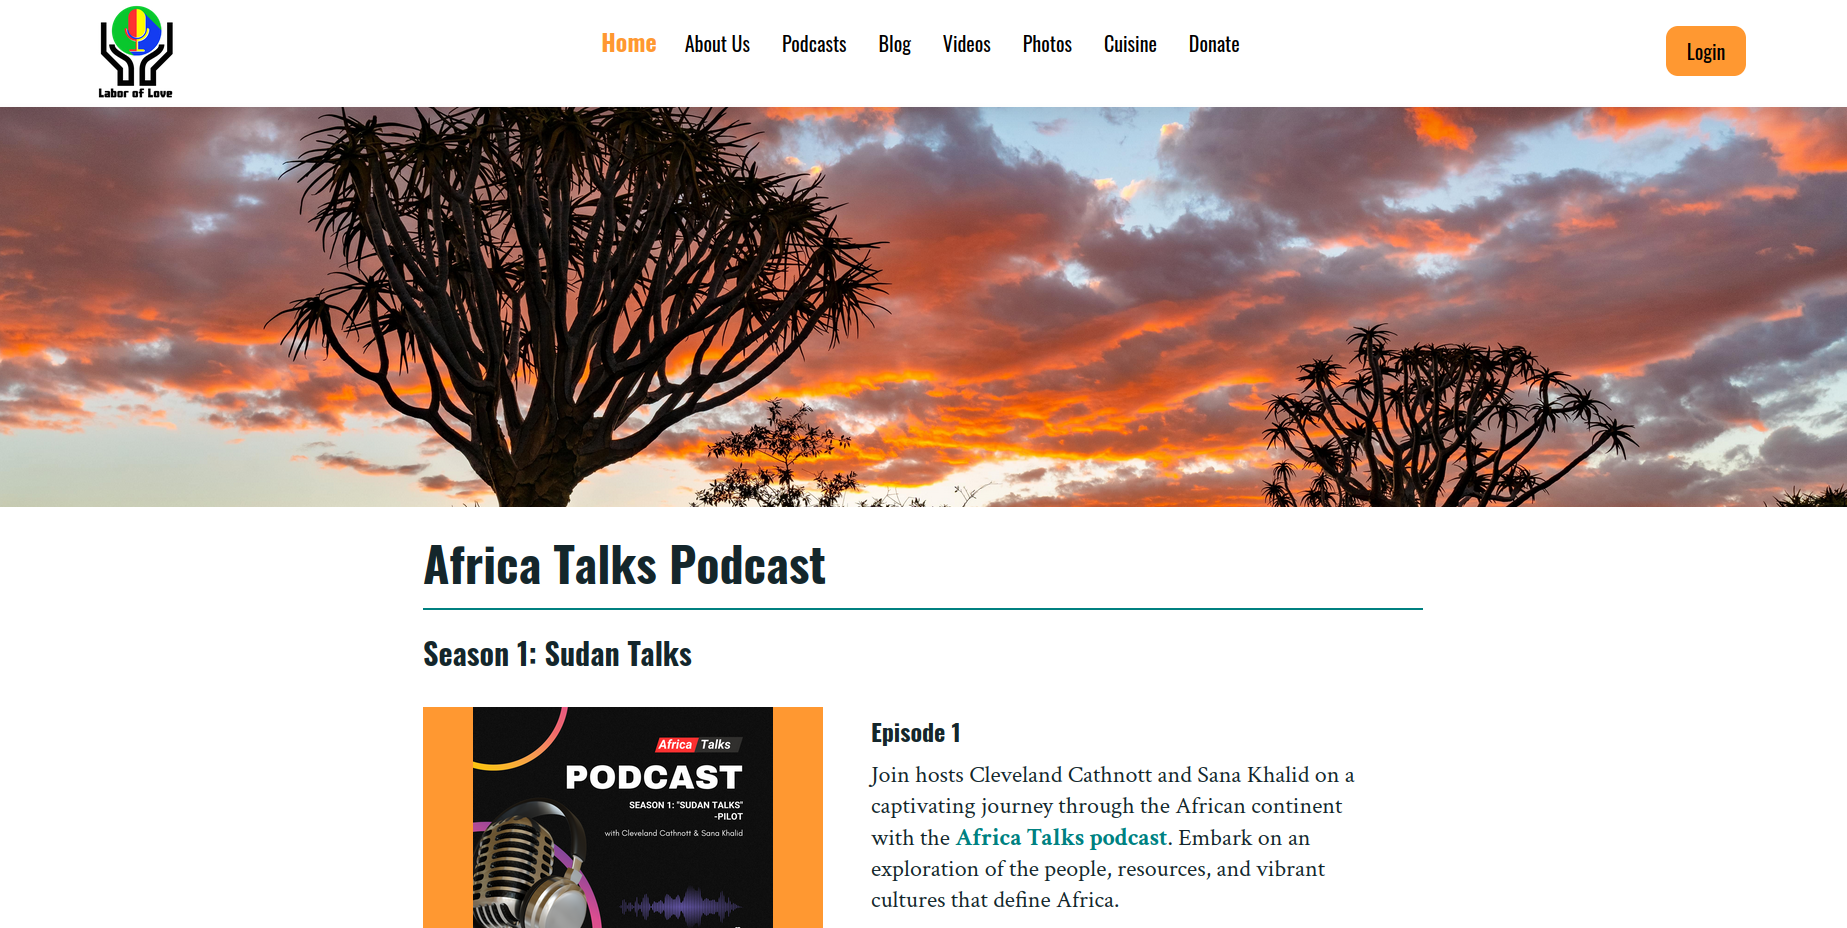 Labor of Love
Home About Us Podcasts Blog Videos Photos Cuisine Donate
Login
Africa Talks Podcast
Season 1: Sudan Talks
Africa Talks
PODCAST
SEASON 1: "SUDAN TALKS"
-PILOT
with Cleveland Cathnott & Sana Khalid
Episode 1
Join hosts Cleveland Cathnott and Sana Khalid on a
captivating journey through the African continent
with the Africa Talks podcast. Embark on an
exploration of the people, resources, and vibrant
cultures that define Africa.